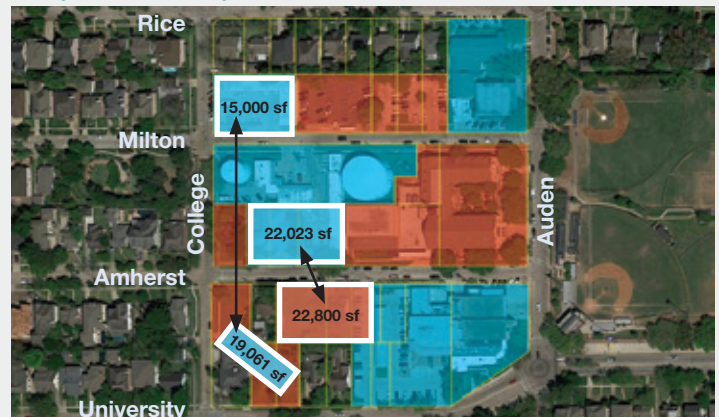 Rice
15,000 sf
Milton
College
Auden
22,023 sf
Amherst
22,800 sf
19,061 sf
University